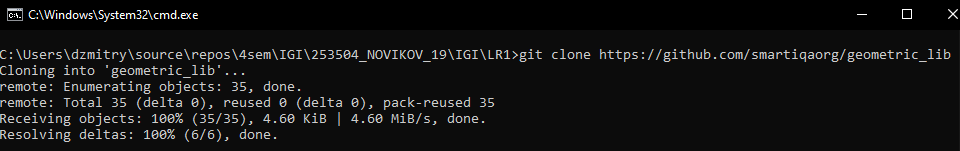 C:\Windows\System32\cmd.exe
C:\Users\dzmitry\source\repos\4sem\IGI\253504_NOVIKOV_19\IGI\LR1>git clone https://github.com/smartiqaorg/geometric_lib
Cloning into 'geometric_lib'...
remote: Enumerating objects: 35, done.
remote: Total 35 (delta 0), reused 0 (delta 0), pack-reused 35
Receiving objects: 100% (35/35), 4.60 KiB | 4.60 MiB/s, done.
Resolving deltas: 100% (6/6), done.